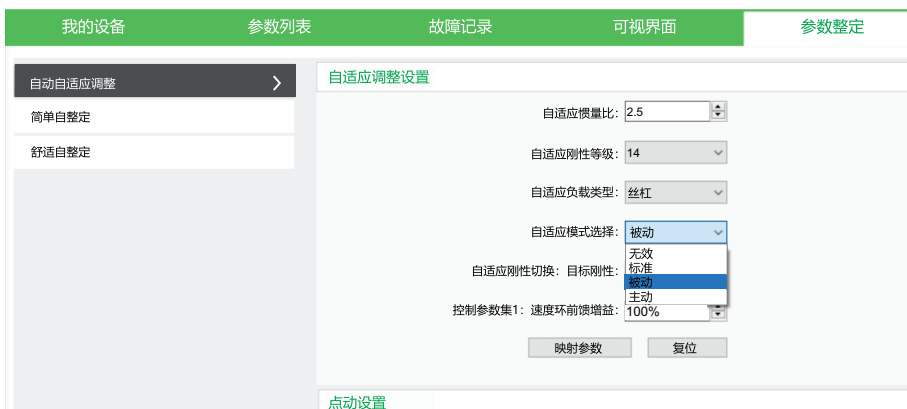 我的设备 参数列表 故障记录 可视界面 参数整定
自动自适应调整
简单自整定
舒适自整定
自适应调整设置
自适应惯量比: 2.5
自适应刚性等级: 14
自适应负载类型: 丝杠
自适应模式选择: 被动
无效
标准
被动
主动
自适应刚性切换: 目标刚性:
控制参数集1: 速度环前馈增益: 100%
映射参数 复位
点动设置